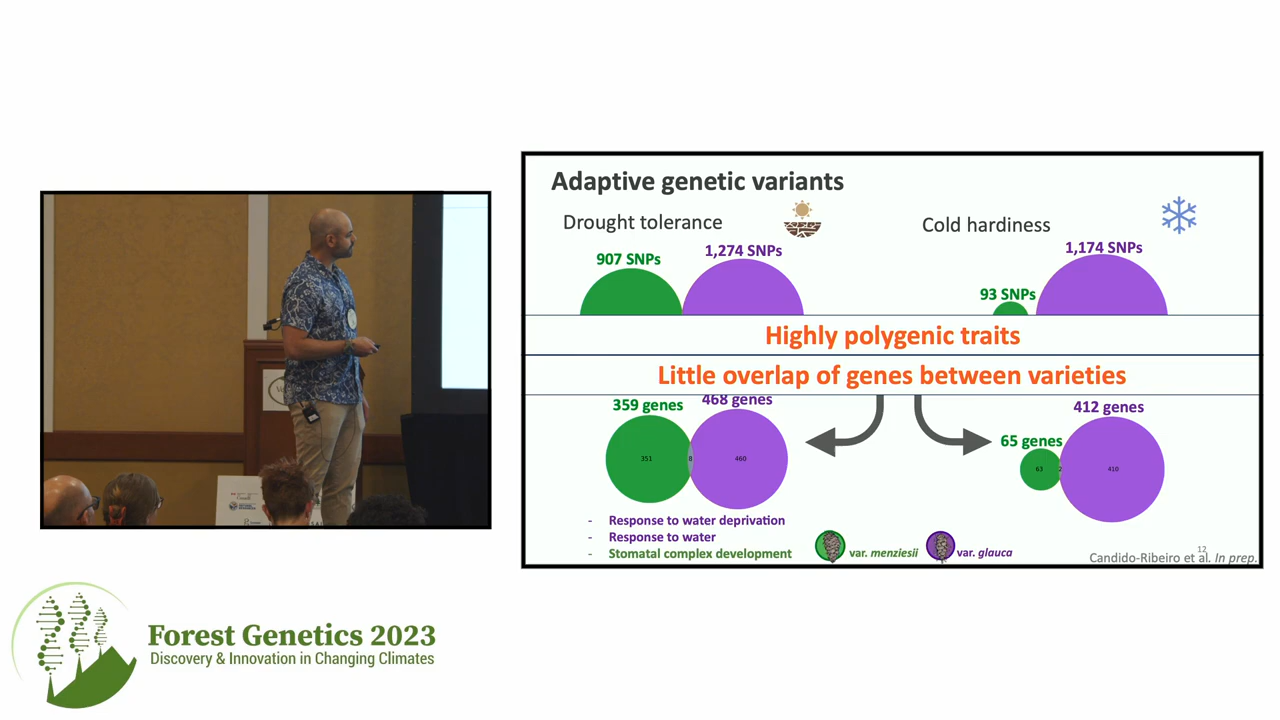 Adaptive genetic variants
Drought tolerance
Cold hardiness
907 SNPs
1,274 SNPs
93 SNPs
1,174 SNPs
Highly polygenic traits
Little overlap of genes between varieties
359 genes
468 genes
65 genes
412 genes
351
8
460
63
2
410
- Response to water deprivation
- Response to water
- Stomatal complex development
var. menziesii
var. glauca
12
Candido-Ribeiro et al. In prep.
Forest Genetics 2023
Discovery & Innovation in Changing Climates